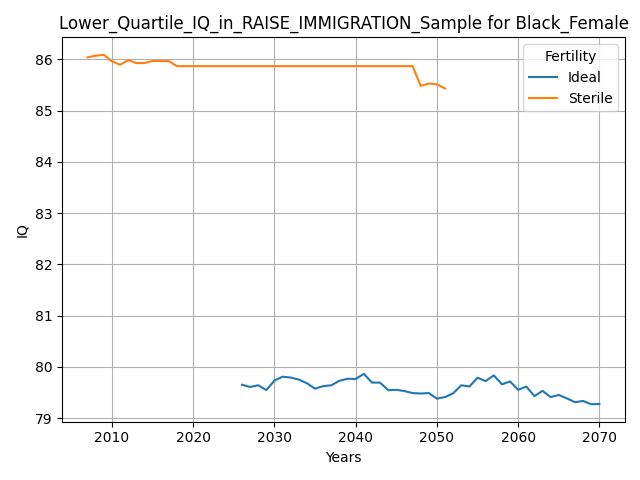 Lower_Quartile_IQ_in_RAISE_IMMIGRATION_Sample for Black_Female
86
85
84
83
82
81
80
79
IQ
Fertility
Ideal
Sterile
2010 2020 2030 2040 2050 2060 2070
Years